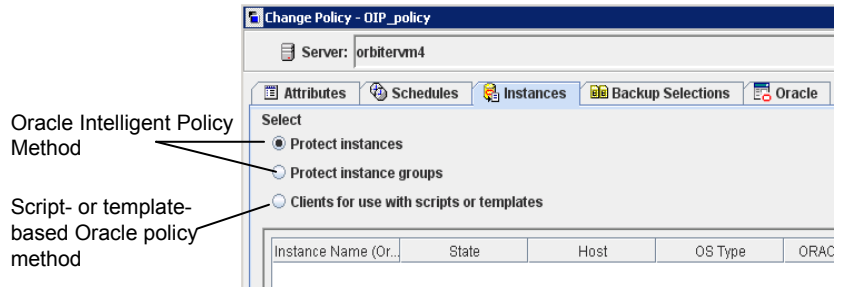 Change Policy - OIP_policy
Server: orbitervm4
Attributes Schedules Instances Backup Selections Oracle
Select
Oracle Intelligent Policy
Method
Protect instances
Protect instance groups
Clients for use with scripts or templates
Script- or template-
based Oracle policy
method
Instance Name (Or... State Host OS Type ORAC